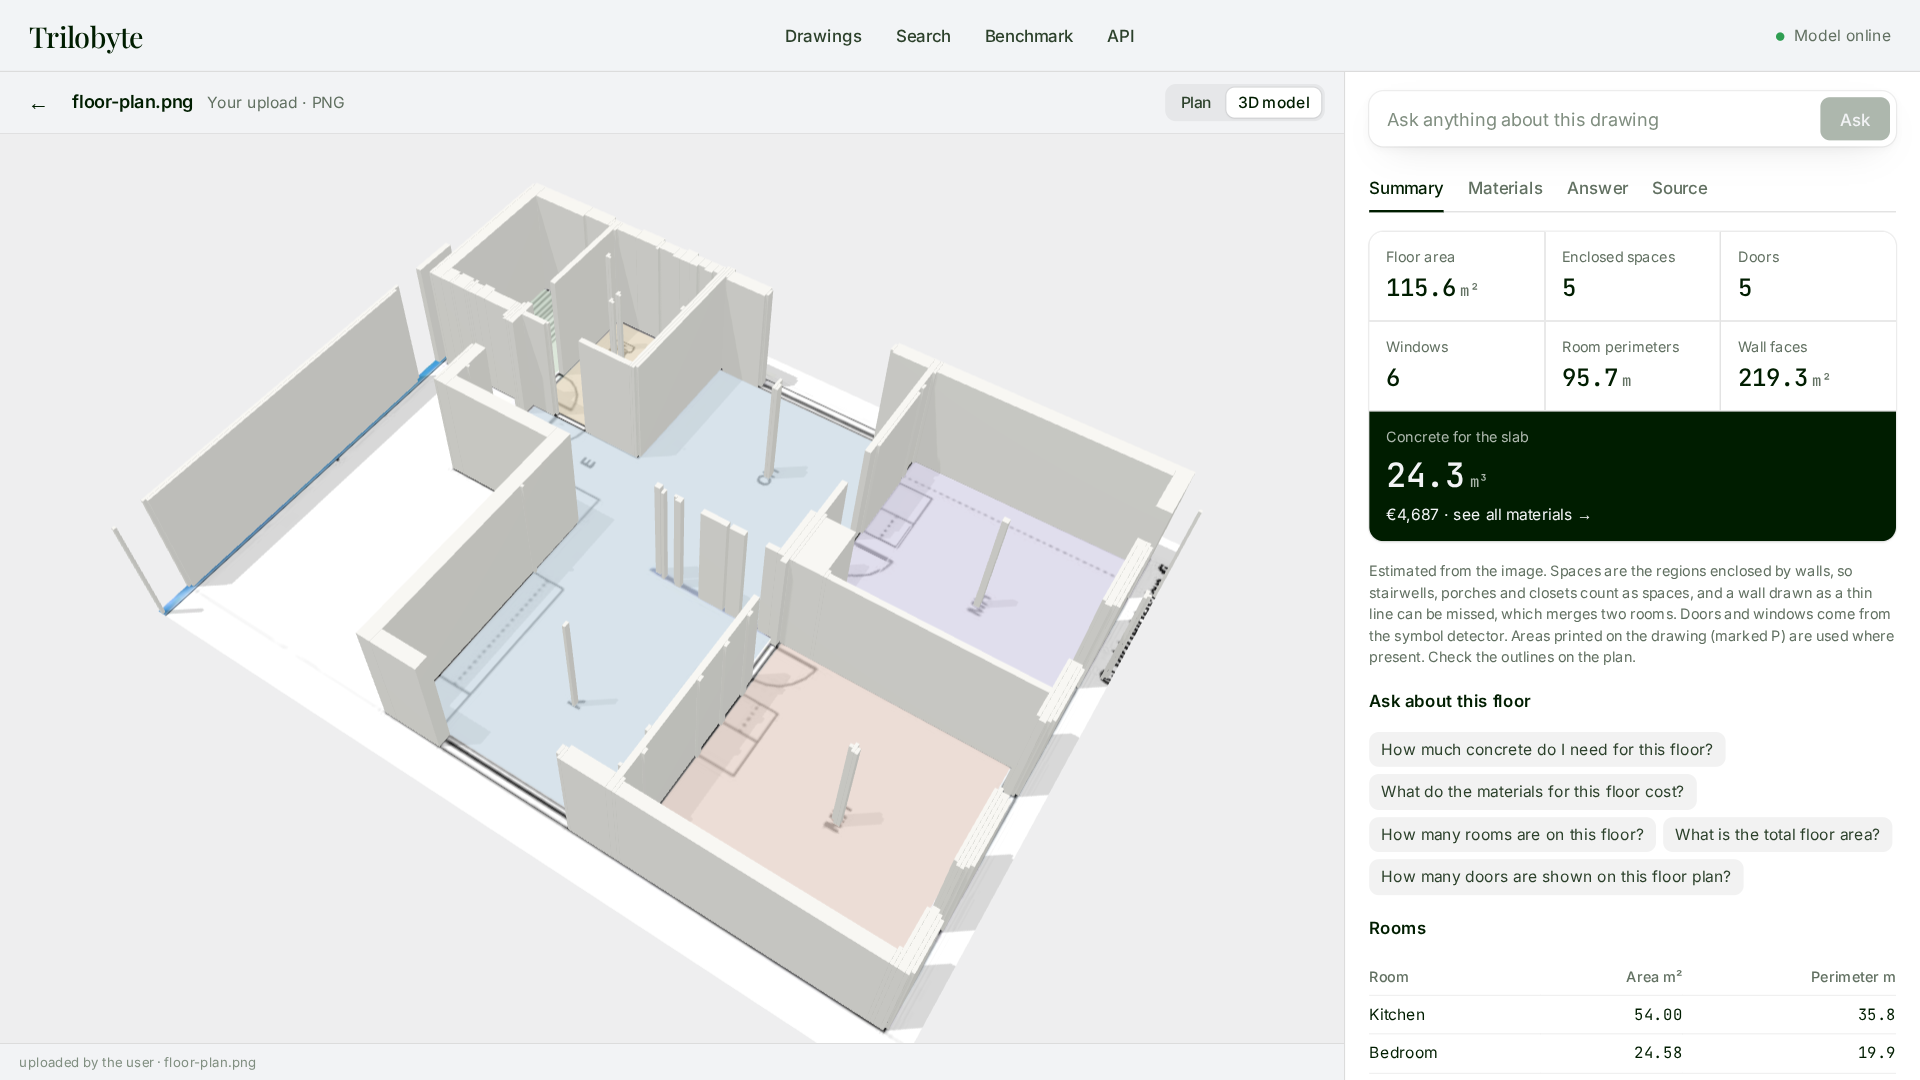 Trilobyte
Drawings Search Benchmark API
Model online
← floor-plan.png Your upload · PNG
Plan 3D model
uploaded by the user · floor-plan.png
Ask anything about this drawing
Ask
Summary Materials Answer Source
Floor area Enclosed spaces Doors
115.6 m² 5 5
Windows Room perimeters Wall faces
6 95.7 m 219.3 m²
Concrete for the slab
24.3 m³
€4,687 · see all materials →
Estimated from the image. Spaces are the regions enclosed by walls, so
stairwells, porches and closets count as spaces, and a wall drawn as a thin
line can be missed, which merges two rooms. Doors and windows come from
the symbol detector. Areas printed on the drawing (marked P) are used where
present. Check the outlines on the plan.
Ask about this floor
How much concrete do I need for this floor?
What do the materials for this floor cost?
How many rooms are on this floor? What is the total floor area?
How many doors are shown on this floor plan?
Rooms
Room Area m² Perimeter m
Kitchen 54.00 35.8
Bedroom 24.58 19.9